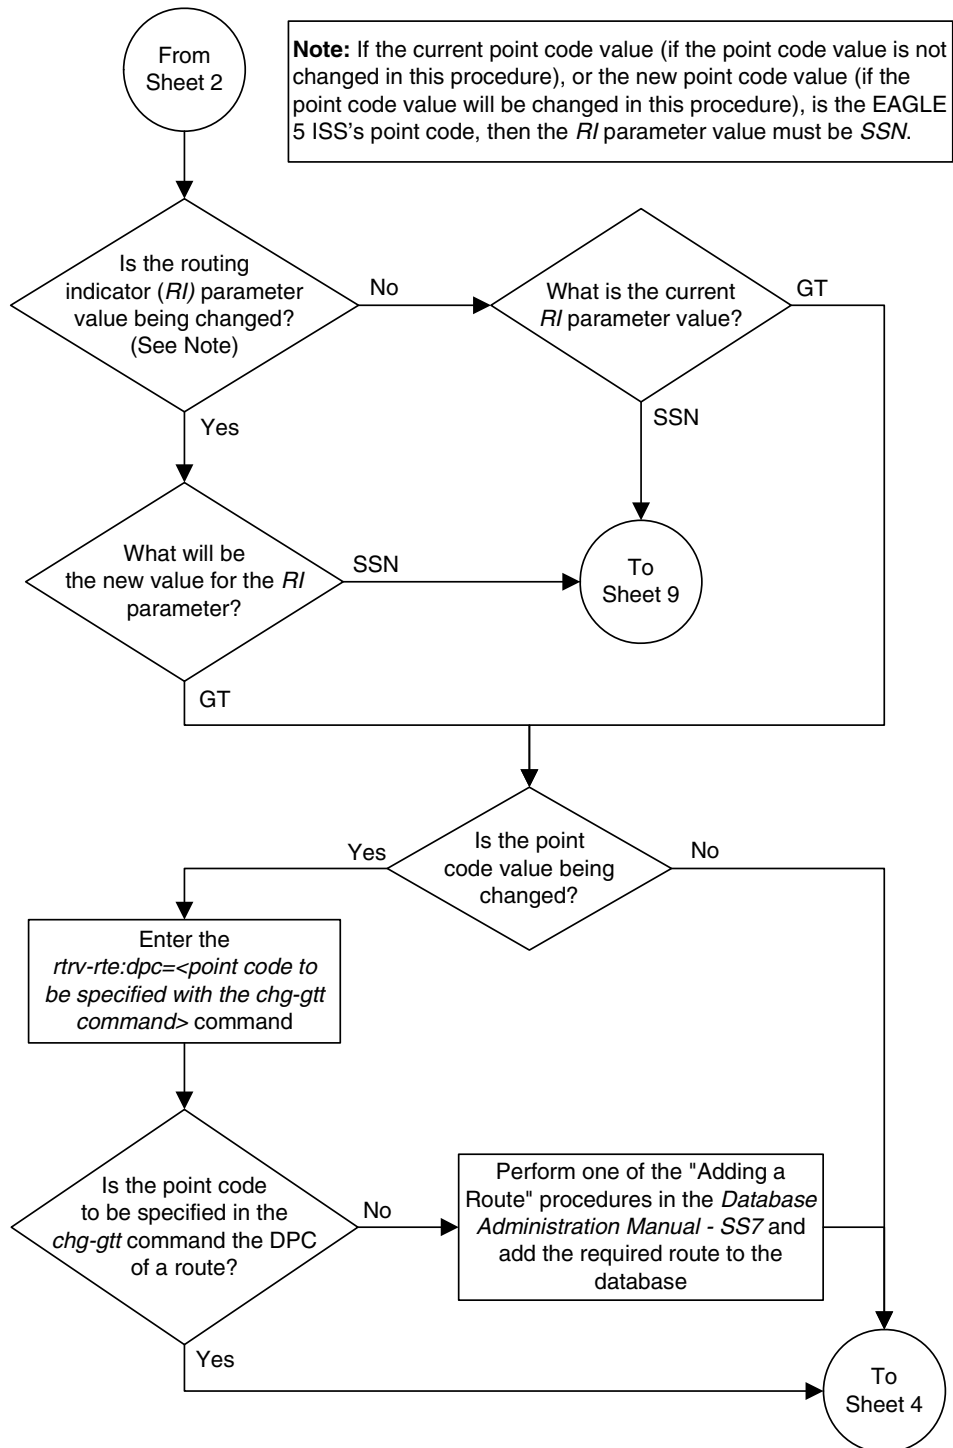 From
Sheet 2
Note: If the current point code value (if the point code value is not
changed in this procedure), or the new point code value (if the
point code value will be changed in this procedure), is the EAGLE
5 ISS's point code, then the RI parameter value must be SSN.
Is the routing
indicator (RI) parameter
value being changed?
(See Note)
No
What is the current
RI parameter value?
GT
Yes
SSN
What will be
the new value for the RI
parameter?
SSN
To
Sheet 9
GT
Is the point
code value being
changed?
Yes
No
Enter the
rtrv-rte:dpc=<point code to
be specified with the chg-gtt
command> command
Is the point code
to be specified in the
chg-gtt command the DPC
of a route?
No
Perform one of the "Adding a
Route" procedures in the Database
Administration Manual - SS7 and
add the required route to the
database
Yes
To
Sheet 4